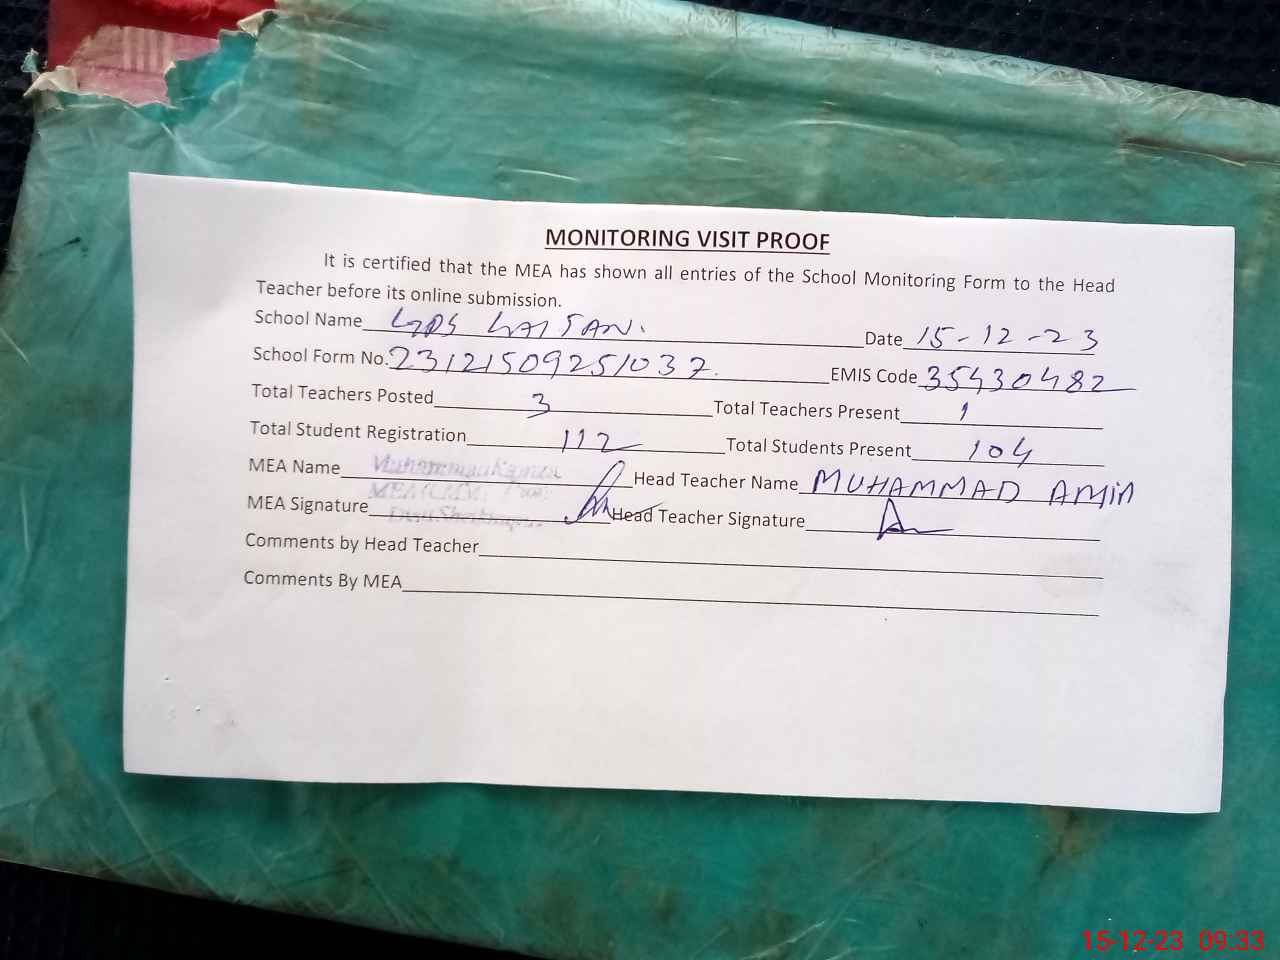 MONITORING VISIT PROOF
It is certified that the MEA has shown all entries of the School Monitoring Form to the Head
Teacher before its online submission.
School Name GPS Date 15-12-23
School Form No. 23121509251037. EMIS Code 35430482
Total Teachers Posted 3 Total Teachers Present 1
Total Student Registration 112 Total Students Present 104
MEA Name Muhammad Head Teacher Name MUHAMMAD AMIN
MEA Signature Head Teacher Signature
Comments by Head Teacher
Comments By MEA
15-12-23 09:33